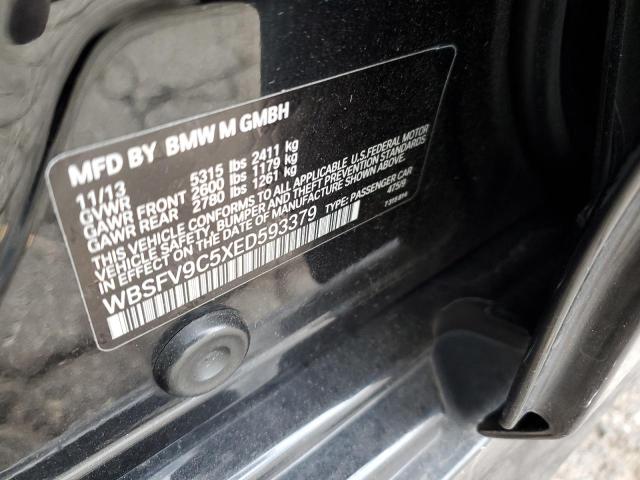 MFD BY BMW M GMBH
11/13
GVWR 5315 lbs 2411 kg
GAWR FRONT 2600 lbs 1179 kg
GAWR REAR 2780 lbs 1261 kg
THIS VEHICLE CONFORMS TO ALL APPLICABLE U.S. FEDERAL MOTOR
VEHICLE SAFETY, BUMPER AND THEFT PREVENTION STANDARDS
IN EFFECT ON THE DATE OF MANUFACTURE SHOWN ABOVE.
WBSFV9C5XED593379 TYPE: PASSENGER CAR
475/9